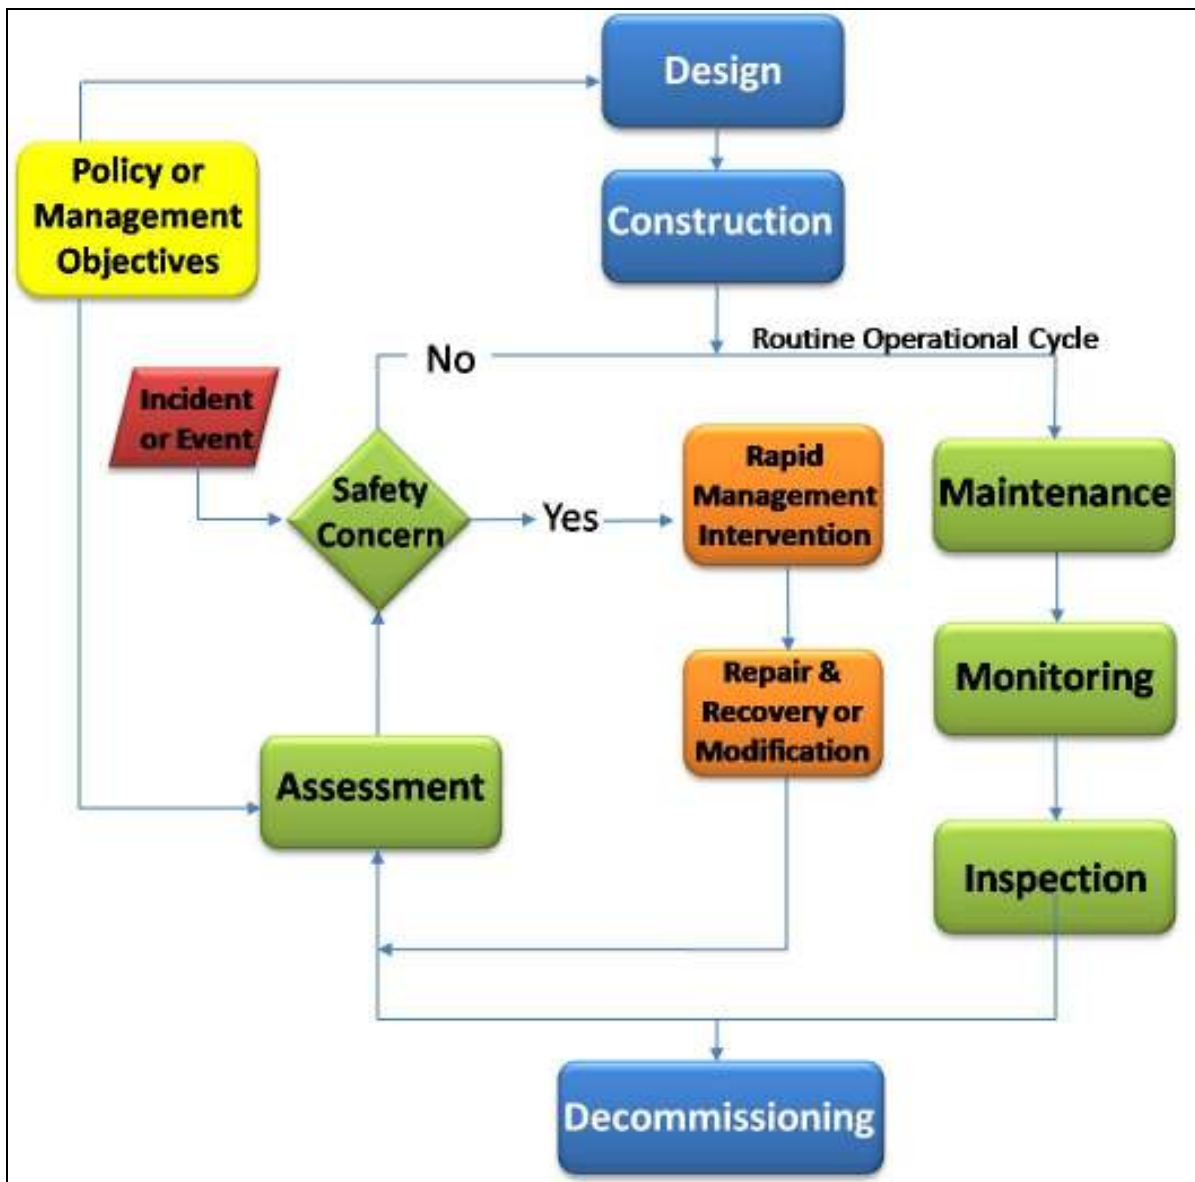 Design
Policy or
Management
Objectives
Construction
Routine Operational Cycle
No
Incident
or Event
Safety
Concern
Yes
Rapid
Management
Intervention
Maintenance
Repair &
Recovery or
Modification
Monitoring
Assessment
Inspection
Decommissioning